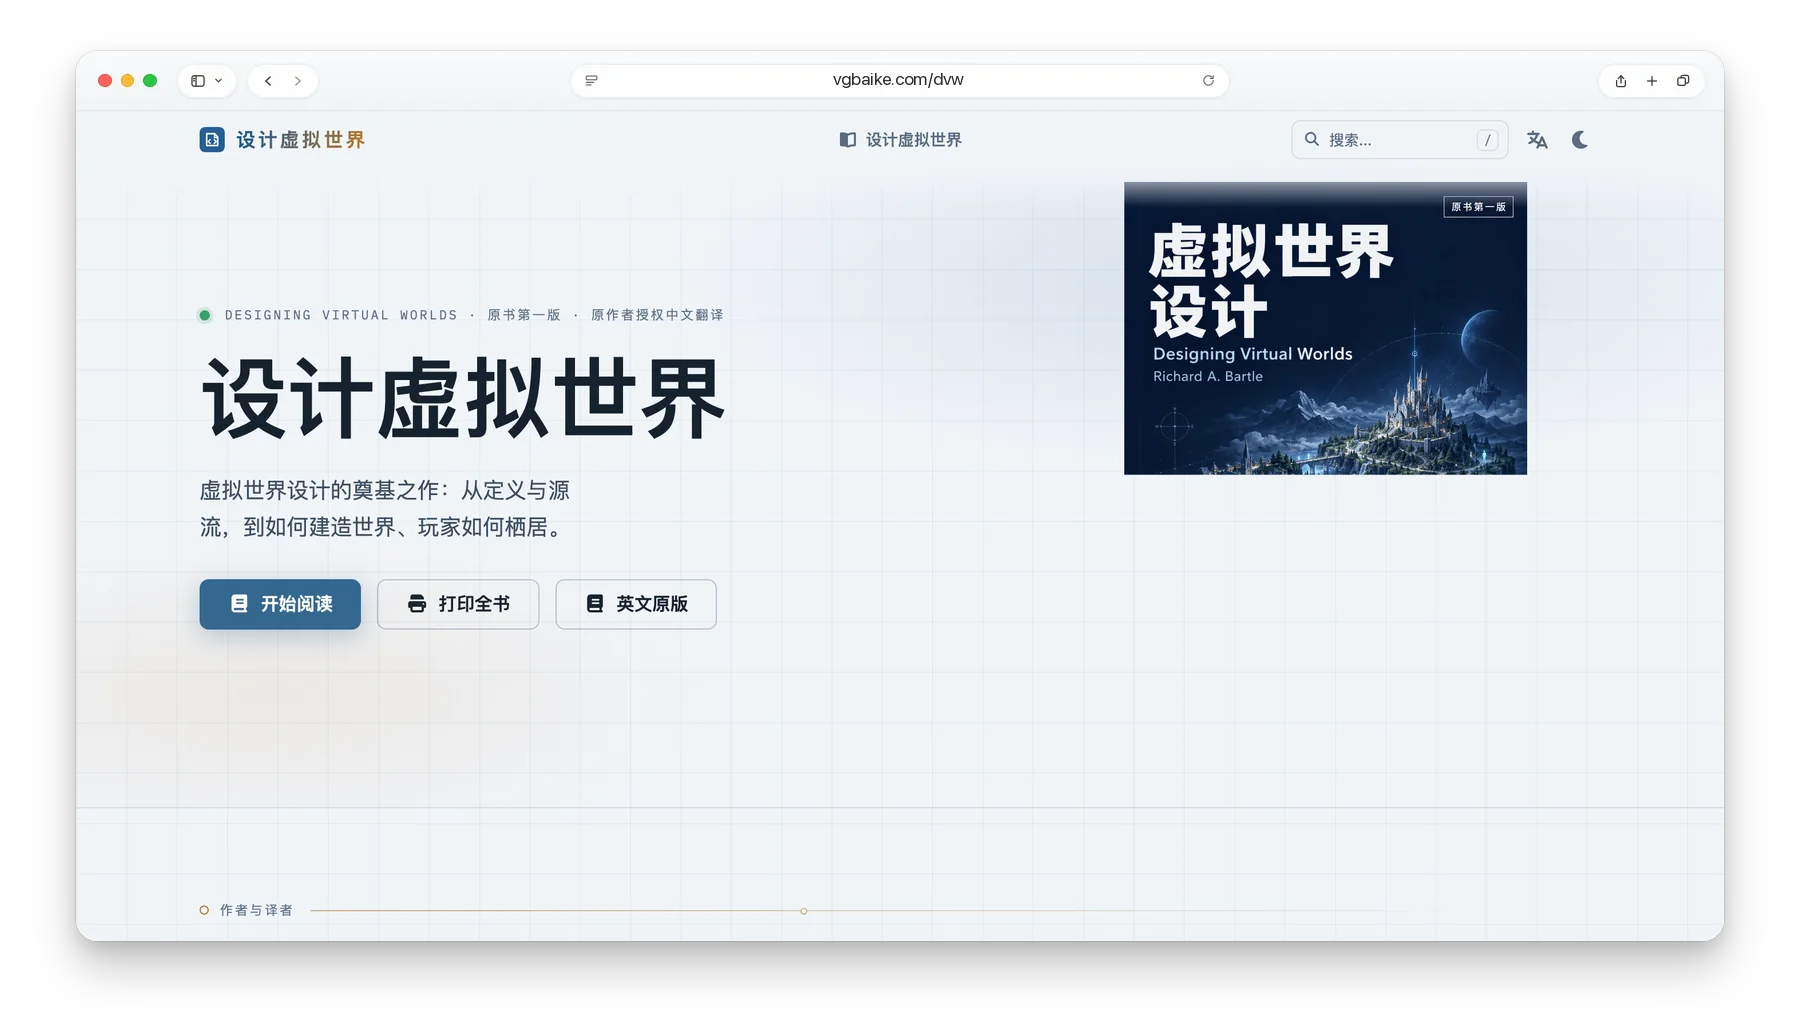 vgbaike.com/dvw
设计虚拟世界
设计虚拟世界
搜索...
/
原书第一版
虚拟世界
设计
Designing Virtual Worlds
Richard A. Bartle
DESIGNING VIRTUAL WORLDS · 原书第一版 · 原作者授权中文翻译
设计虚拟世界
虚拟世界设计的奠基之作：从定义与源
流，到如何建造世界、玩家如何栖居。
开始阅读
打印全书
英文原版
作者与译者